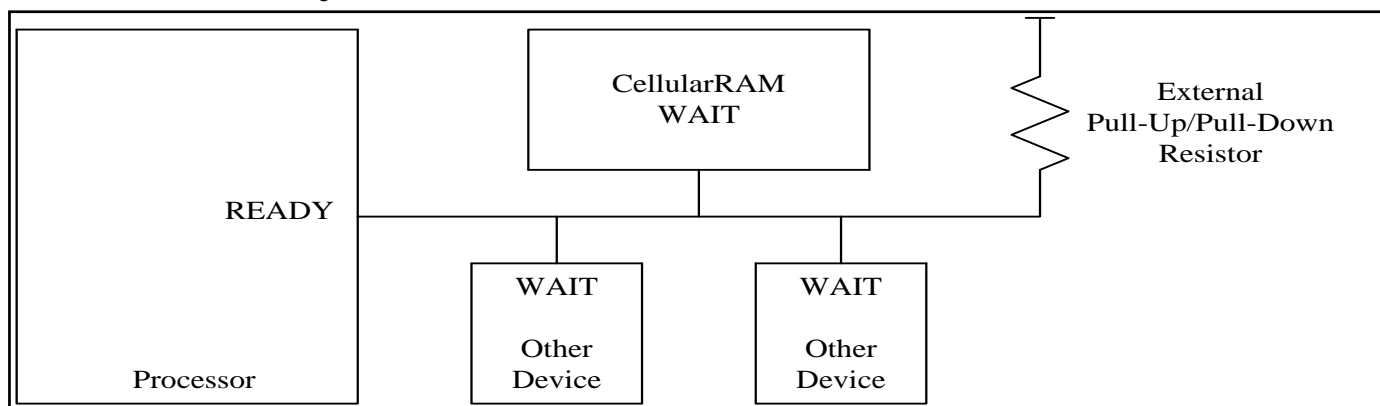 CellularRAM
WAIT
External
Pull-Up/Pull-Down
Resistor
READY
WAIT
Other
Device
WAIT
Other
Device
Processor